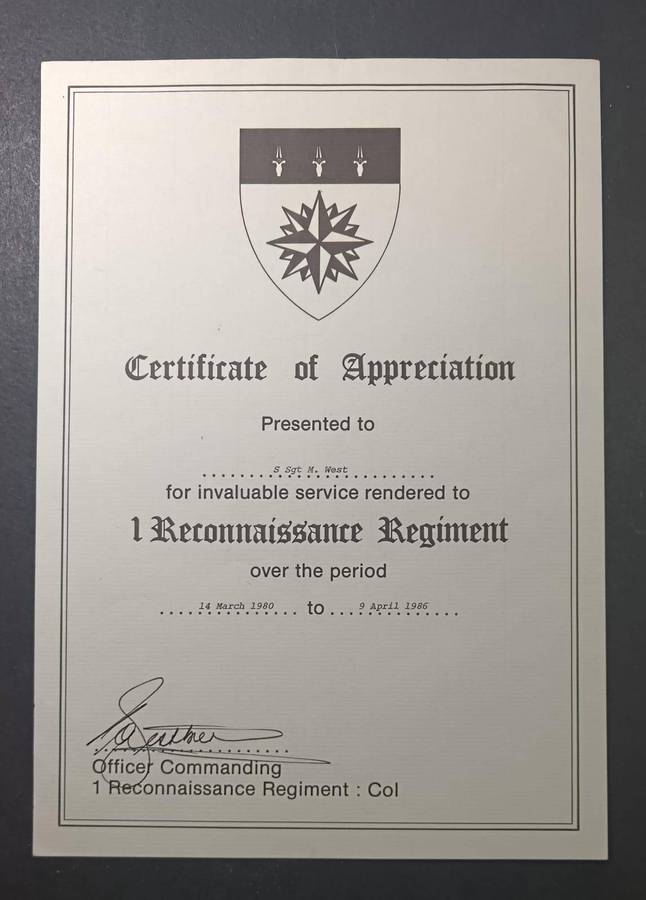 Certificate of Appreciation
Presented to
S Sgt M. West
for invaluable service rendered to
1 Reconnaissance Regiment
over the period
14 March 1980 to 9 April 1986
Officer Commanding
1 Reconnaissance Regiment : Col